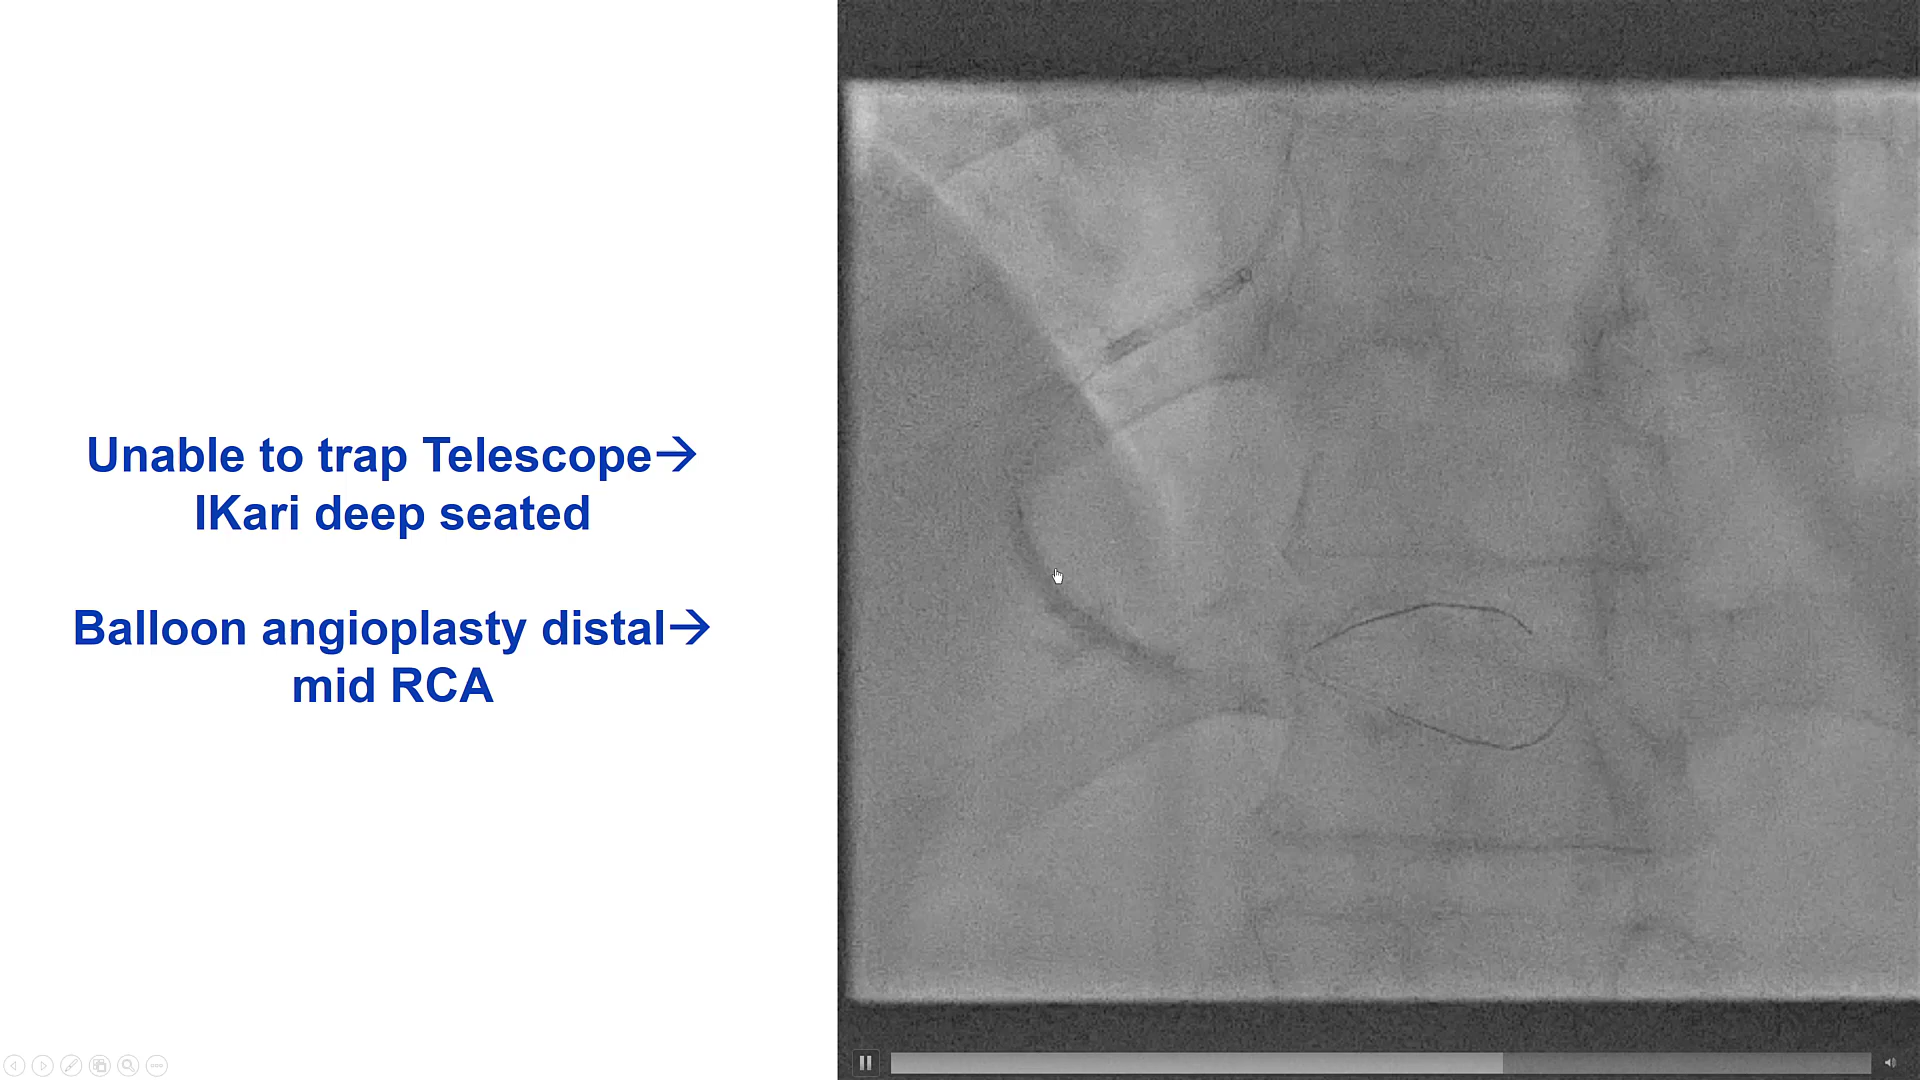 Unable to trap Telescope→
IKari deep seated
Balloon angioplasty distal→
mid RCA